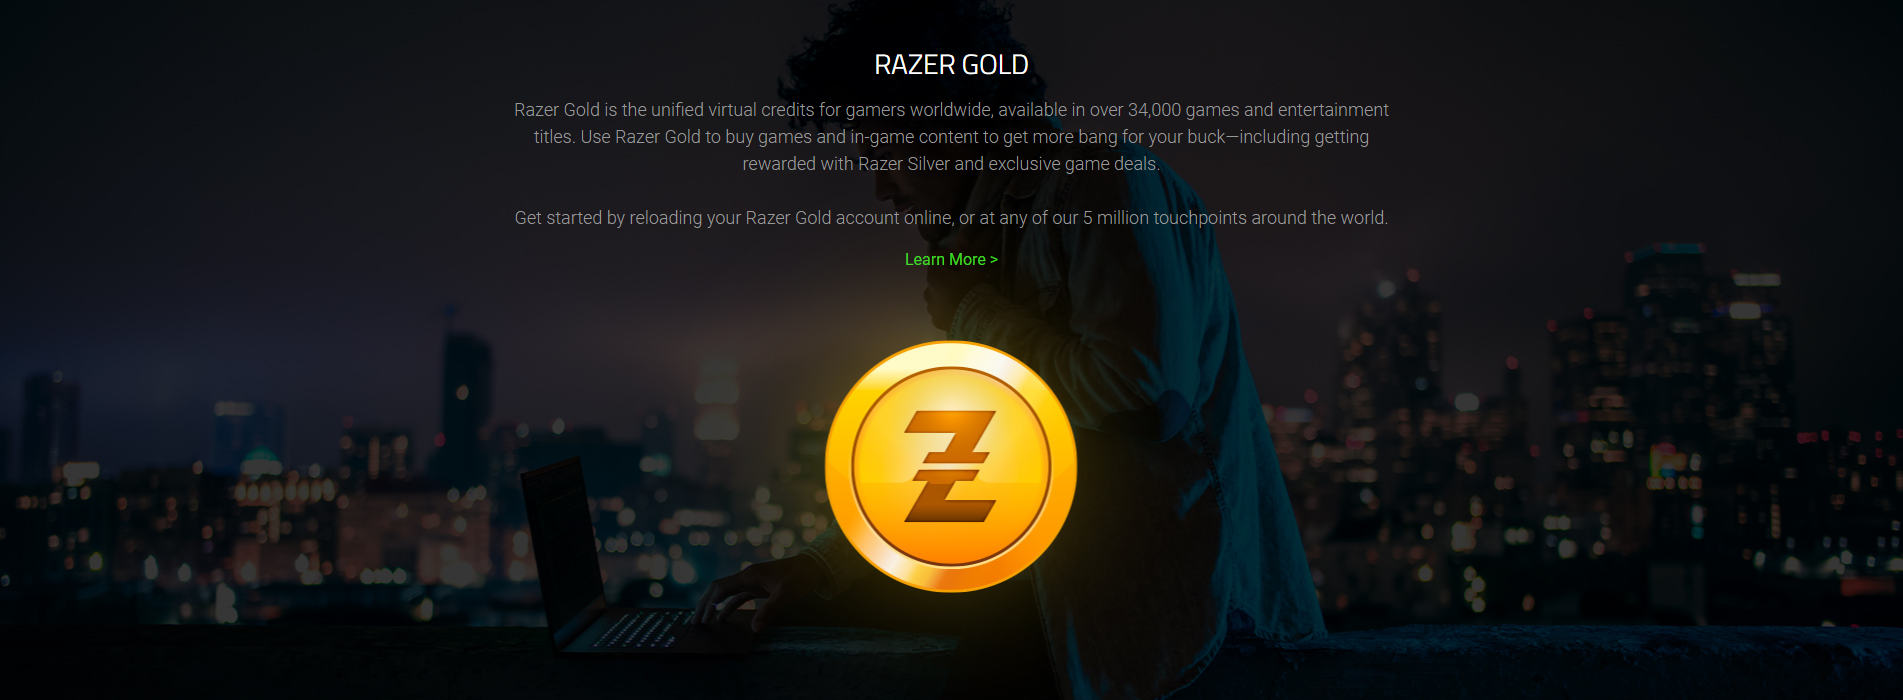 RAZER GOLD
Razer Gold is the unified virtual credits for gamers worldwide, available in over 34,000 games and entertainment
titles. Use Razer Gold to buy games and in-game content to get more bang for your buck—including getting
rewarded with Razer Silver and exclusive game deals.
Get started by reloading your Razer Gold account online, or at any of our 5 million touchpoints around the world.
Learn More >